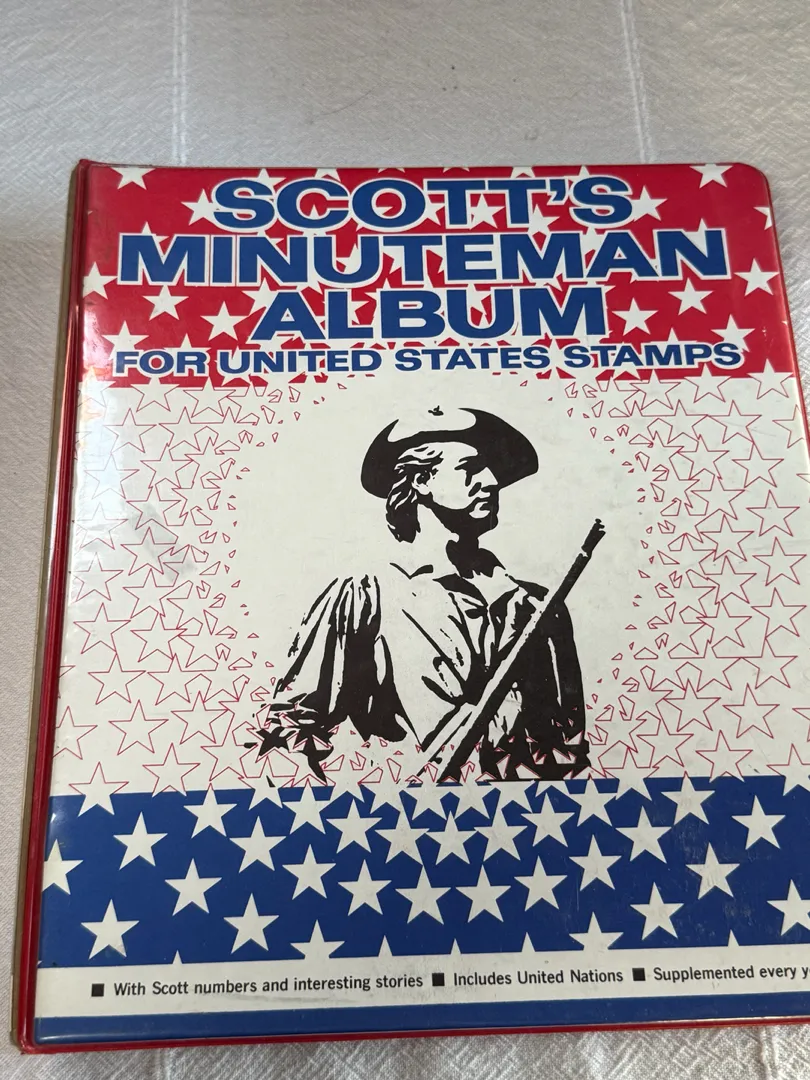 SCOTT'S
MINUTEMAN
ALBUM
FOR UNITED STATES STAMPS
■ With Scott numbers and interesting stories ■ Includes United Nations ■ Supplemented every y